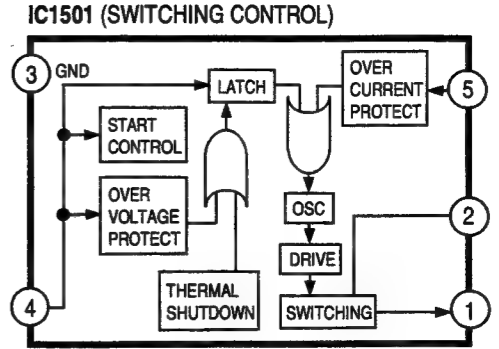 IC1501 (SWITCHING CONTROL)
3
GND
LATCH
OVER
CURRENT
PROTECT
5
START
CONTROL
OVER
VOLTAGE
PROTECT
OSC
2
DRIVE
THERMAL
SHUTDOWN
SWITCHING
4
1